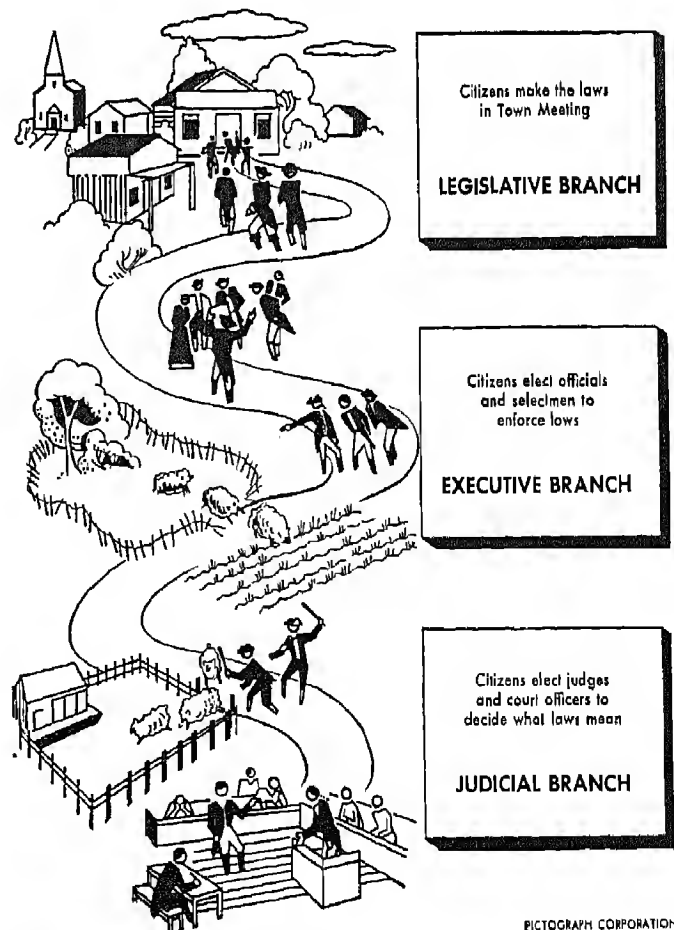 Citizens make the laws
in Town Meeting
LEGISLATIVE BRANCH
Citizens elect officials
and selectmen to
enforce laws
EXECUTIVE BRANCH
Citizens elect judges
and court officers to
decide what laws mean
JUDICIAL BRANCH
PICTOGRAPH CORPORATION